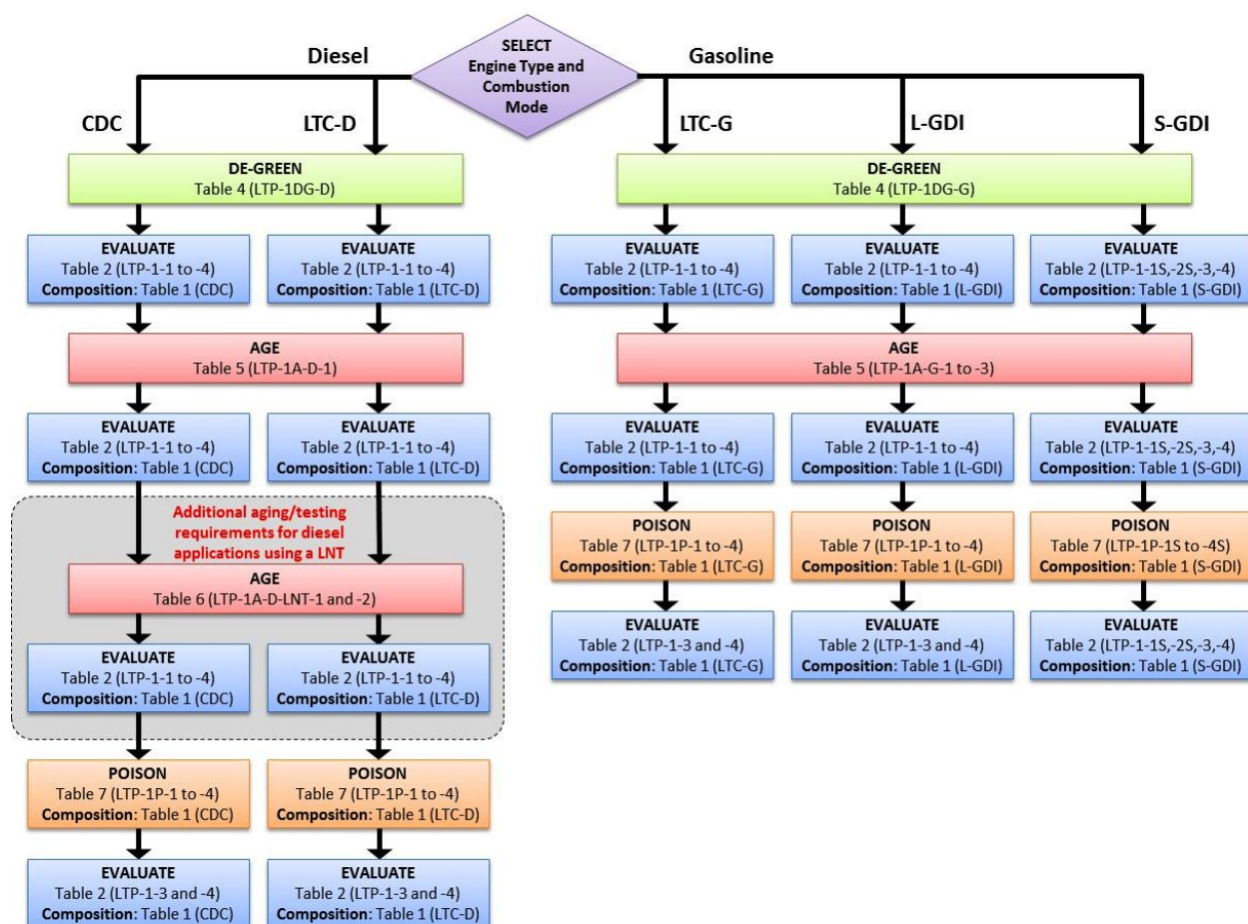 SELECT
Engine Type and
Combustion
Mode
Diesel
Gasoline
CDC
LTC-D
LTC-G
L-GDI
S-GDI
DE-GREEN
Table 4 (LTP-1DG-D)
DE-GREEN
Table 4 (LTP-1DG-G)
EVALUATE
Table 2 (LTP-1-1 to -4)
Composition: Table 1 (CDC)
EVALUATE
Table 2 (LTP-1-1 to -4)
Composition: Table 1 (LTC-D)
EVALUATE
Table 2 (LTP-1-1 to -4)
Composition: Table 1 (LTC-G)
EVALUATE
Table 2 (LTP-1-1 to -4)
Composition: Table 1 (L-GDI)
EVALUATE
Table 2 (LTP-1-1S,-2S,-3,-4)
Composition: Table 1 (S-GDI)
AGE
Table 5 (LTP-1A-D-1)
AGE
Table 5 (LTP-1A-G-1 to -3)
EVALUATE
Table 2 (LTP-1-1 to -4)
Composition: Table 1 (CDC)
EVALUATE
Table 2 (LTP-1-1 to -4)
Composition: Table 1 (LTC-D)
EVALUATE
Table 2 (LTP-1-1 to -4)
Composition: Table 1 (LTC-G)
EVALUATE
Table 2 (LTP-1-1 to -4)
Composition: Table 1 (L-GDI)
EVALUATE
Table 2 (LTP-1-1S,-2S,-3,-4)
Composition: Table 1 (S-GDI)
Additional aging/testing
requirements for diesel
applications using a LNT
AGE
Table 6 (LTP-1A-D-LNT-1 and -2)
POISON
Table 7 (LTP-1P-1 to -4)
Composition: Table 1 (LTC-G)
POISON
Table 7 (LTP-1P-1 to -4)
Composition: Table 1 (L-GDI)
POISON
Table 7 (LTP-1P-1S to -4S)
Composition: Table 1 (S-GDI)
EVALUATE
Table 2 (LTP-1-1 to -4)
Composition: Table 1 (CDC)
EVALUATE
Table 2 (LTP-1-1 to -4)
Composition: Table 1 (LTC-D)
EVALUATE
Table 2 (LTP-1-3 and -4)
Composition: Table 1 (LTC-G)
EVALUATE
Table 2 (LTP-1-3 and -4)
Composition: Table 1 (L-GDI)
EVALUATE
Table 2 (LTP-1-1S,-2S,-3,-4)
Composition: Table 1 (S-GDI)
POISON
Table 7 (LTP-1P-1 to -4)
Composition: Table 1 (CDC)
POISON
Table 7 (LTP-1P-1 to -4)
Composition: Table 1 (LTC-D)
EVALUATE
Table 2 (LTP-1-3 and -4)
Composition: Table 1 (CDC)
EVALUATE
Table 2 (LTP-1-3 and -4)
Composition: Table 1 (LTC-D)